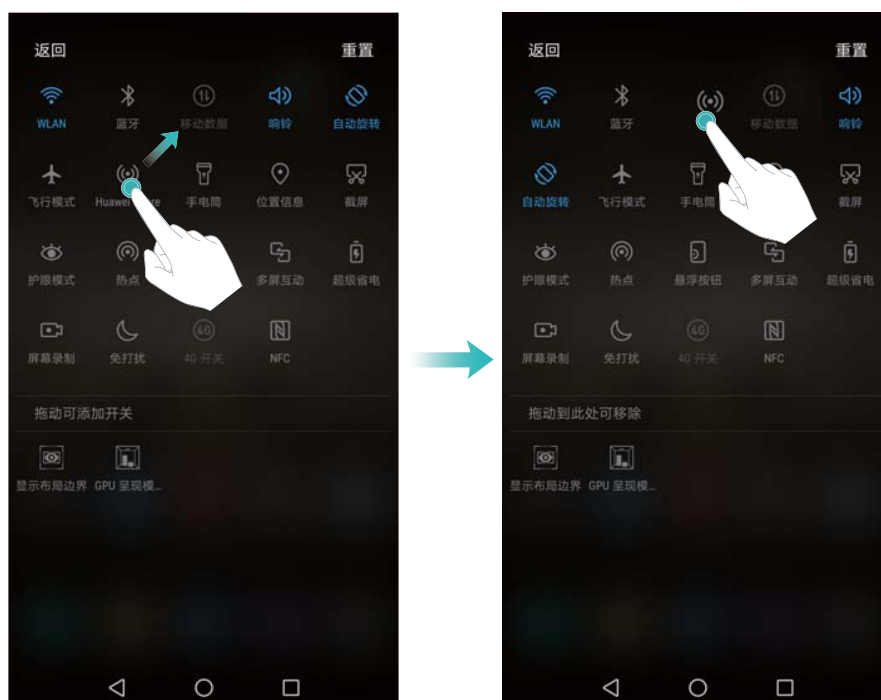 返回 重置
WLAN 蓝牙 移动数据 响铃 自动旋转
飞行模式 Huawei 手电筒 位置信息 截屏
护眼模式 热点 多屏互动 超级省电
屏幕录制 免打扰 4G 4G 开关 NFC
拖动可添加开关
显示布局边界 GPU 呈现模...
返回 重置
WLAN 蓝牙 移动数据 响铃
自动旋转 飞行模式 手电筒 截屏
护眼模式 热点 悬浮按钮 多屏互动 超级省电
屏幕录制 免打扰 4G 4G 开关 NFC
拖动到此处可移除
显示布局边界 GPU 呈现模...